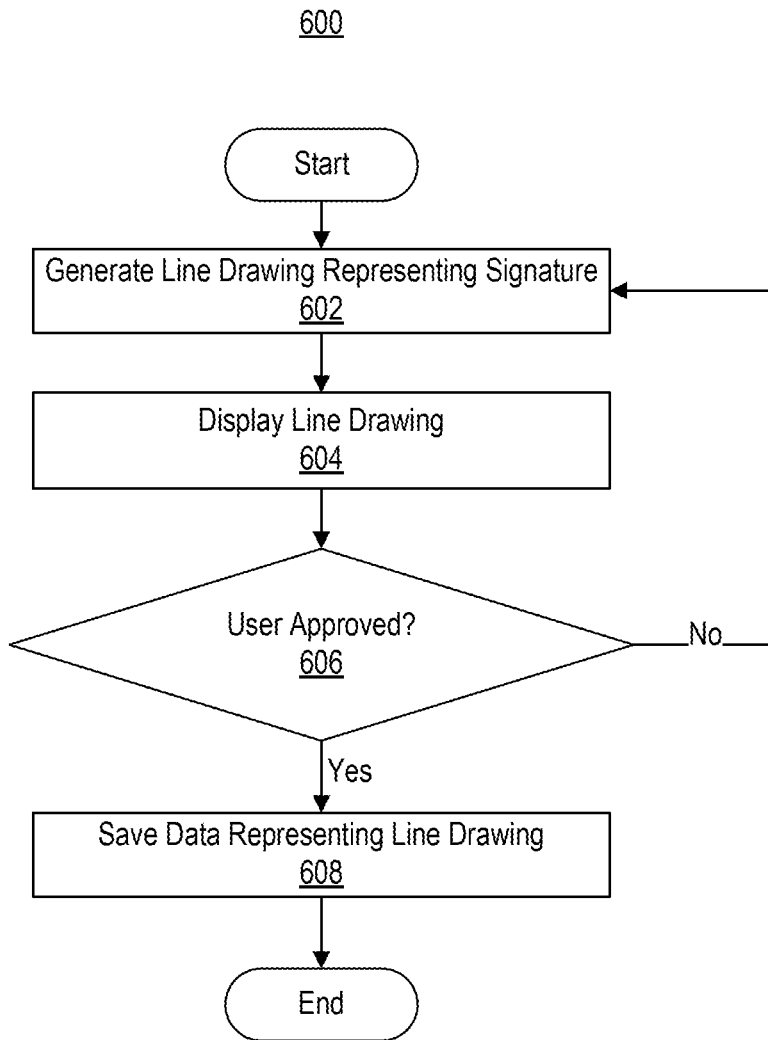 600
Start
Generate Line Drawing Representing Signature
602
Display Line Drawing
604
User Approved?
606
No
Yes
Save Data Representing Line Drawing
608
End